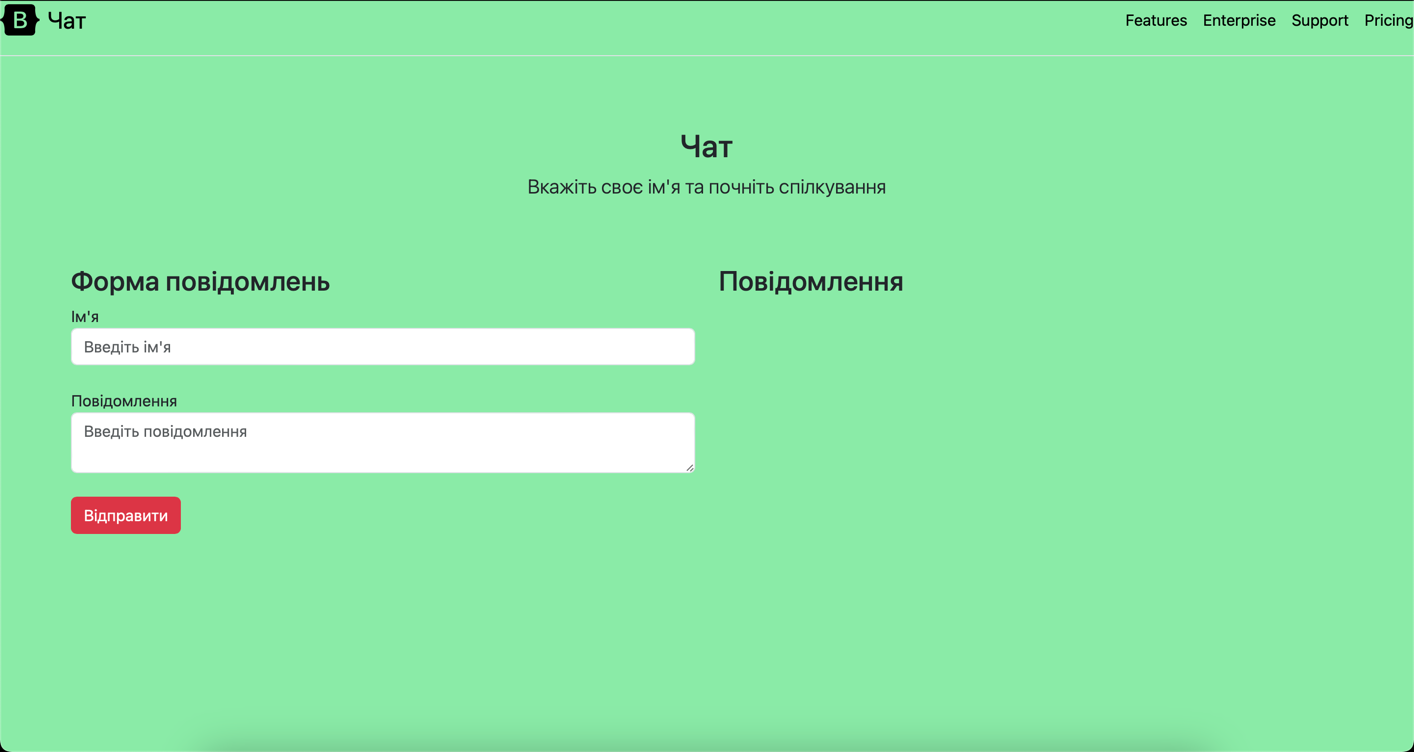 B Чат
Features Enterprise Support Pricing
Чат
Вкажіть своє ім'я та почніть спілкування
Форма повідомлень
Ім'я
Введіть ім'я
Повідомлення
Введіть повідомлення
Відправити
Повідомлення